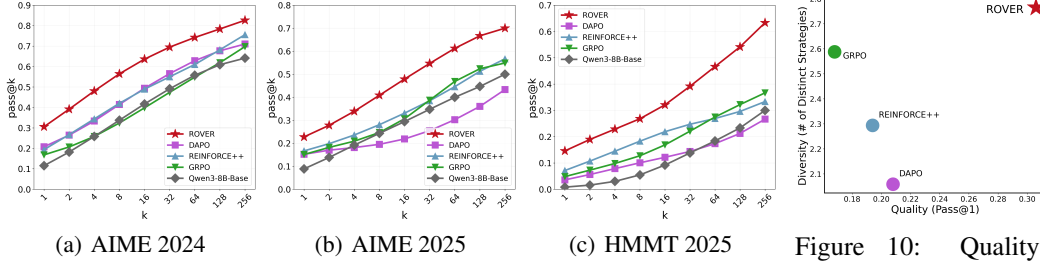 0.9
0.8
0.7
0.6
0.5
0.4
0.3
0.2
0.1
0.0
pass@k
1 2 4 8 16 32 64 128 256
k
ROVER
DAPO
REINFORCE++
GRPO
Qwen3-8B-Base
(a) AIME 2024
0.8
0.7
0.6
0.5
0.4
0.3
0.2
0.1
0.0
pass@k
1 2 4 8 16 32 64 128 256
k
ROVER
DAPO
REINFORCE++
GRPO
Qwen3-8B-Base
(b) AIME 2025
0.7
0.6
0.5
0.4
0.3
0.2
0.1
0.0
pass@k
1 2 4 8 16 32 64 128 256
k
ROVER
DAPO
REINFORCE++
GRPO
Qwen3-8B-Base
(c) HMMT 2025
2.7
2.6
2.5
2.4
2.3
2.2
2.1
Diversity (# of Distinct Strategies)
ROVER
GRPO
REINFORCE++
DAPO
0.18 0.20 0.22 0.24 0.26 0.28 0.30
Quality (Pass@1)
Figure 10: Quality